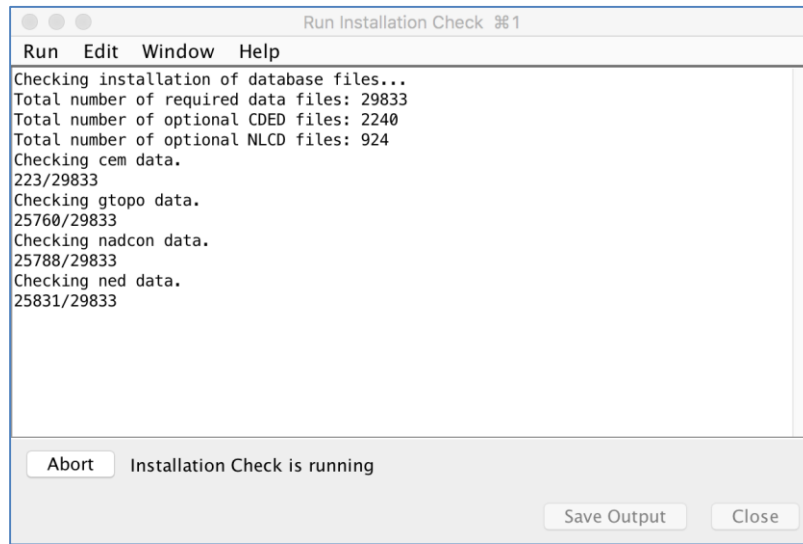 Run Installation Check ⌘1
Run Edit Window Help
Checking installation of database files...
Total number of required data files: 29833
Total number of optional CDED files: 2240
Total number of optional NLCD files: 924
Checking cem data.
223/29833
Checking gtopo data.
25760/29833
Checking nadcon data.
25788/29833
Checking ned data.
25831/29833
Abort Installation Check is running
Save Output Close